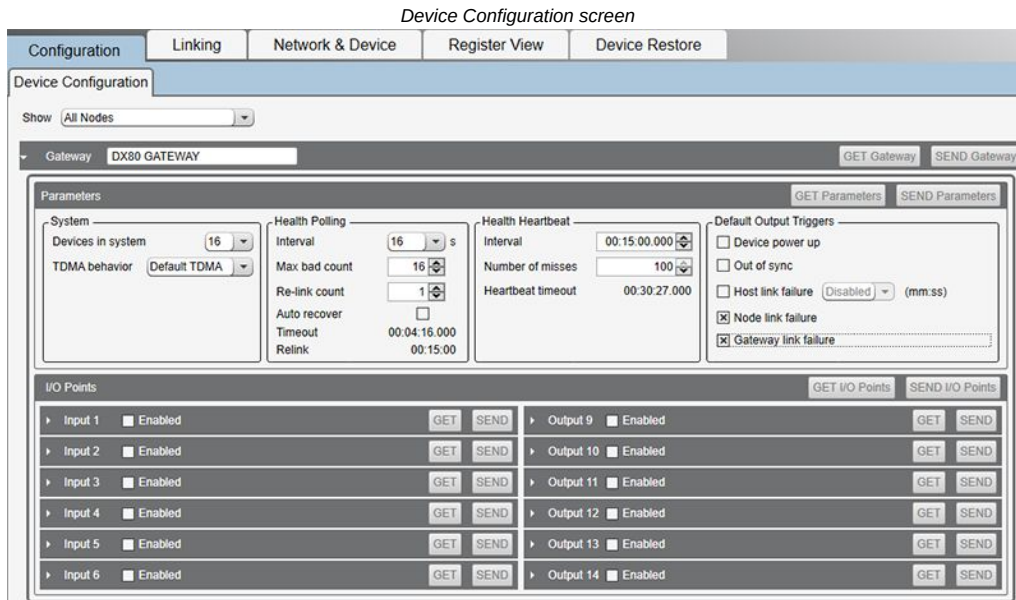 Device Configuration screen
Configuration Linking Network & Device Register View Device Restore
Device Configuration
Show All Nodes
Gateway DX80 GATEWAY GET Gateway SEND Gateway
Parameters GET Parameters SEND Parameters
System
Devices in system 16
TDMA behavior Default TDMA
Health Polling
Interval 16 s
Max bad count 16
Re-link count 1
Auto recover
Timeout 00:04:16.000
Relink 00:15:00
Health Heartbeat
Interval 00:15:00.000
Number of misses 100
Heartbeat timeout 00:30:27.000
Default Output Triggers
Device power up
Out of sync
Host link failure Disabled (mm:ss)
Node link failure
Gateway link failure
I/O Points GET I/O Points SEND I/O Points
Input 1 Enabled GET SEND Output 9 Enabled GET SEND
Input 2 Enabled GET SEND Output 10 Enabled GET SEND
Input 3 Enabled GET SEND Output 11 Enabled GET SEND
Input 4 Enabled GET SEND Output 12 Enabled GET SEND
Input 5 Enabled GET SEND Output 13 Enabled GET SEND
Input 6 Enabled GET SEND Output 14 Enabled GET SEND